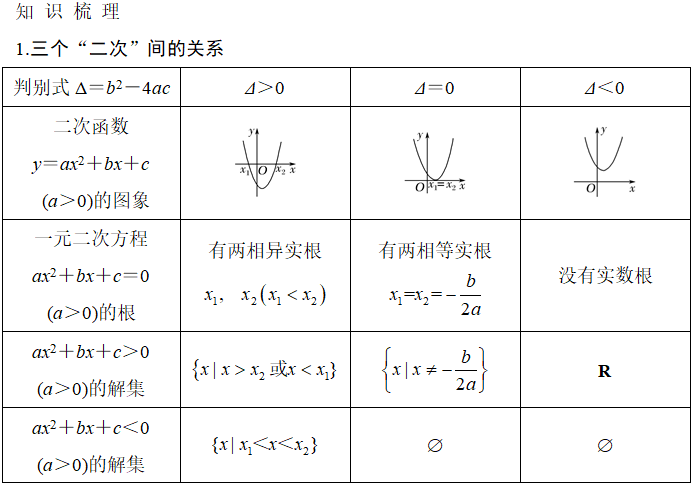 知 识 梳 理
1.三个“二次”间的关系
判别式 Δ=b²-4ac
Δ>0
Δ=0
Δ<0
二次函数
y=ax²+bx+c
(a>0)的图象
y
x₁ O x₂ x
y
O x₁=x₂ x
y
O x
一元二次方程
ax²+bx+c=0
(a>0)的根
有两相异实根
x₁, x₂(x₁<x₂)
有两相等实根
x₁=x₂=-b/2a
没有实数根
ax²+bx+c>0
(a>0)的解集
{x|x>x₂或x<x₁}
{x|x≠-b/2a}
R
ax²+bx+c<0
(a>0)的解集
{x|x₁<x<x₂}
∅
∅